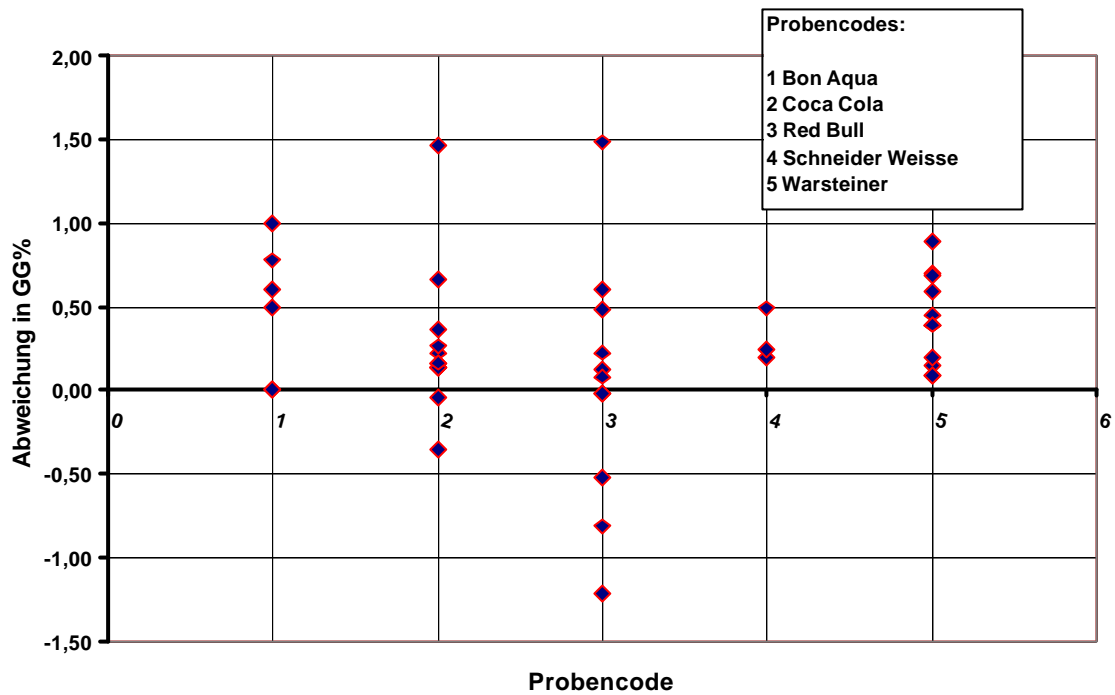 Probencodes:
1 Bon Aqua
2 Coca Cola
3 Red Bull
4 Schneider Weisse
5 Warsteiner
Abweichung in GG%
2,00
1,50
1,00
0,50
0,00
-0,50
-1,00
-1,50
0 1 2 3 4 5 6
Probencode